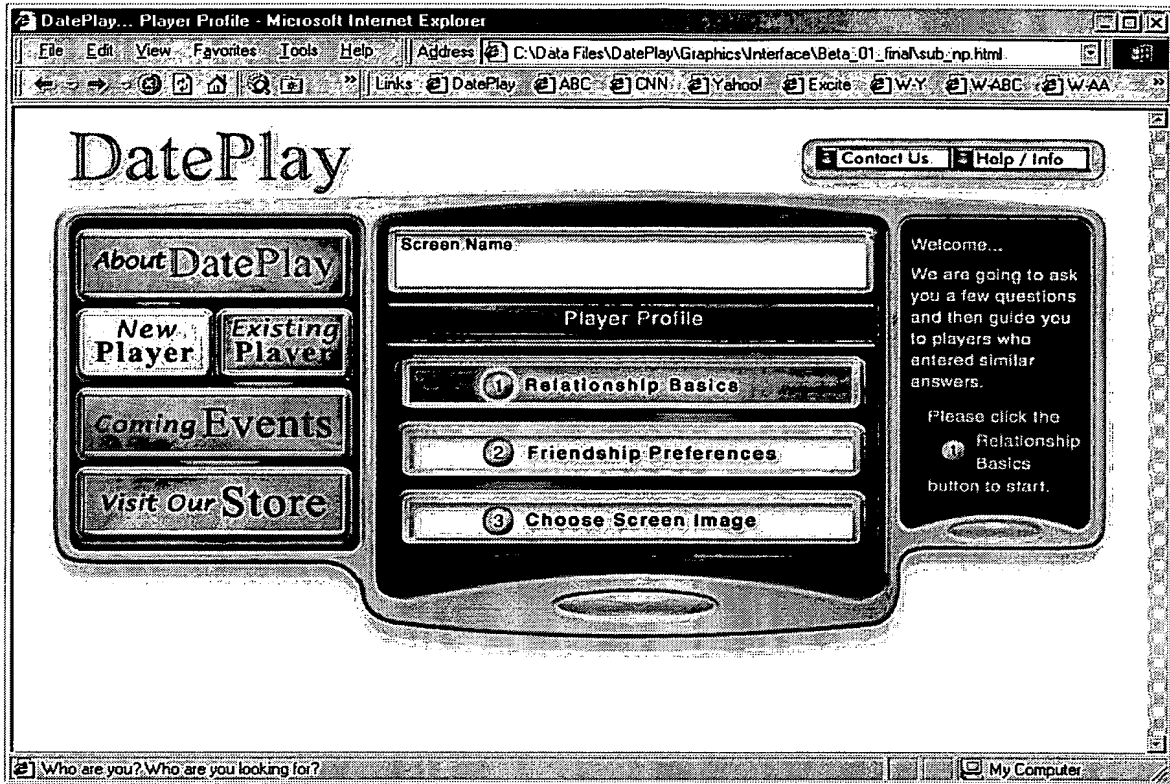 DatePlay... Player Profile - Microsoft Internet Explorer
File Edit View Favorites Tools Help Address C:\Data Files\DatePlay\Graphics\Interface\Beta_01_final\sub_np.html
Links DatePlay ABC CNN Yahoo! Excite W-Y W-ABC W-AA
DatePlay
Contact Us
Help / Info
About DatePlay
New Player
Existing Player
Coming Events
Visit Our Store
Screen Name
Player Profile
1 Relationship Basics
2 Friendship Preferences
3 Choose Screen Image
Welcome...
We are going to ask
you a few questions
and then guide you
to players who
entered similar
answers.
Please click the
1 Relationship
Basics
button to start.
Who are you? Who are you looking for?
My Computer